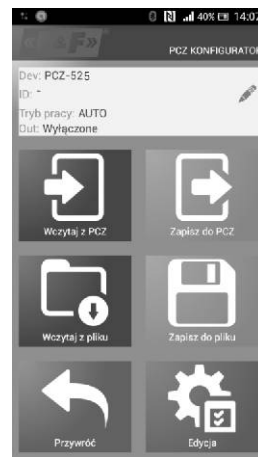 40% 14:07
«F&F»
PCZ KONFIGURATOR
Dev: PCZ-525
ID: -
Tryb pracy: AUTO
Out: Wyłączone
Wczytaj z PCZ
Zapisz do PCZ
Wczytaj z pliku
Zapisz do pliku
Przywróć
Edycja